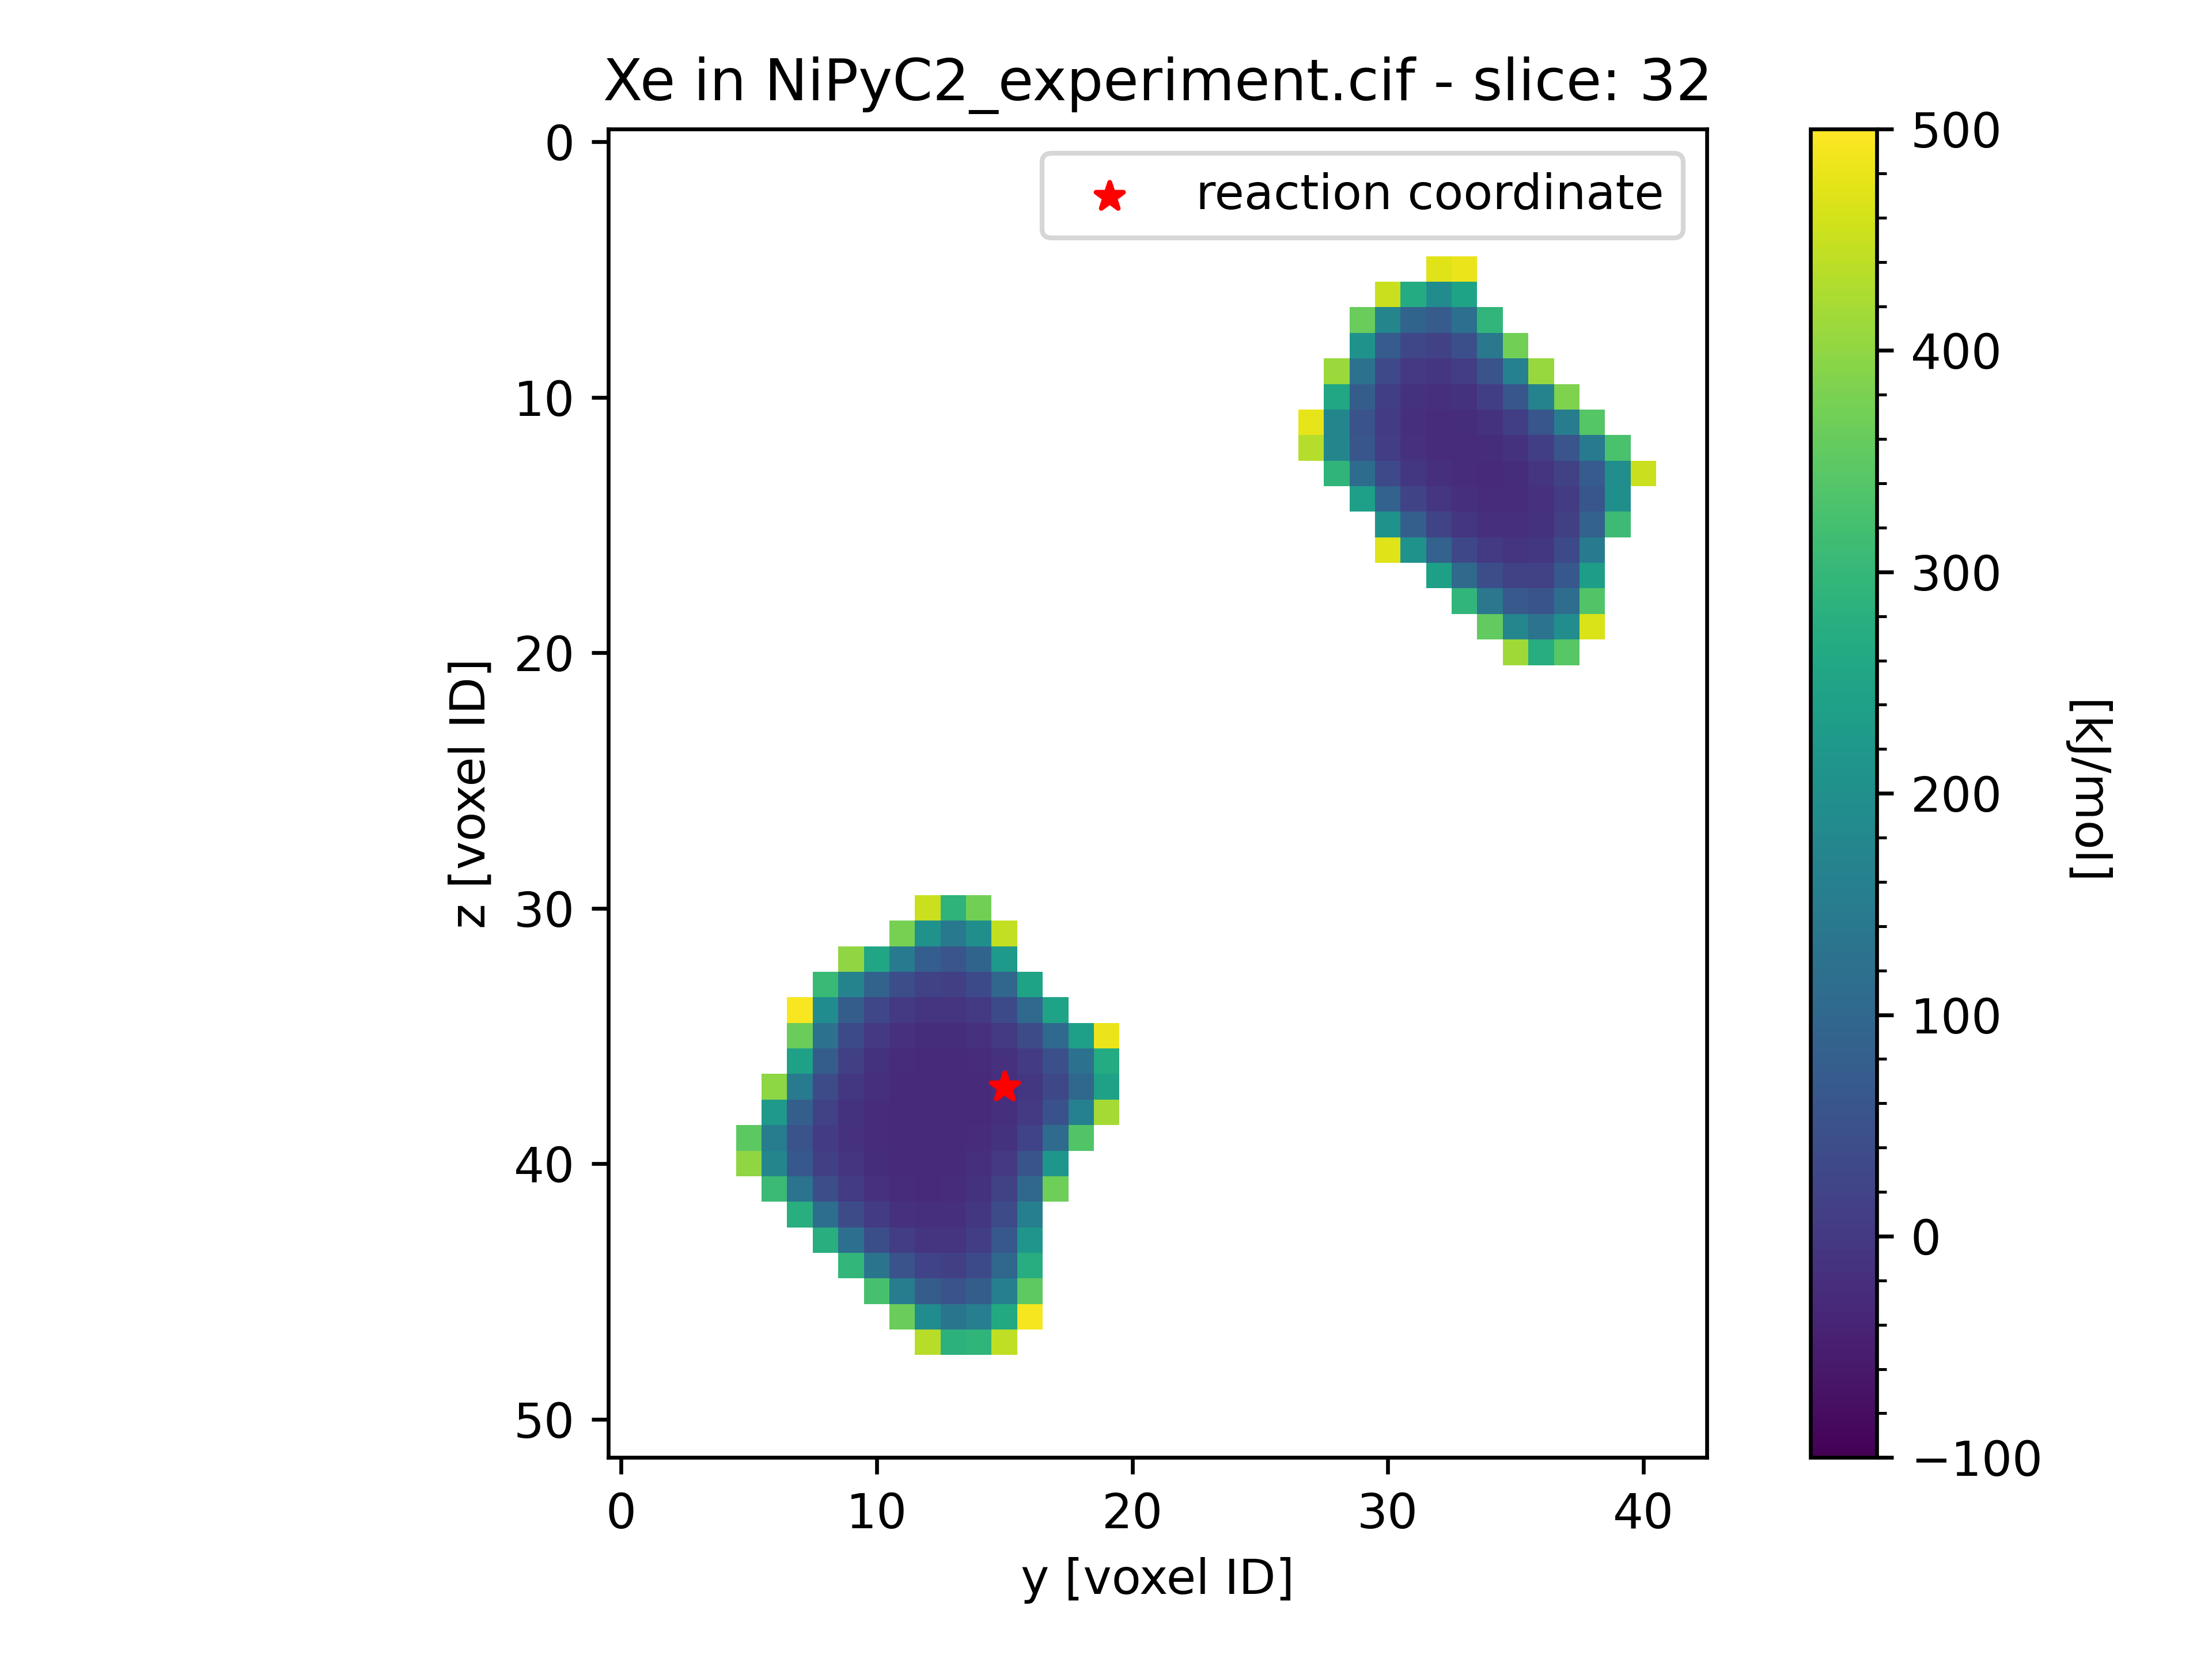 Xe in NiPyC2_experiment.cif - slice: 32
reaction coordinate
0
10
20
30
40
50
z [voxel ID]
0 10 20 30 40
y [voxel ID]
500
400
300
200
100
0
−100
[kJ/mol]